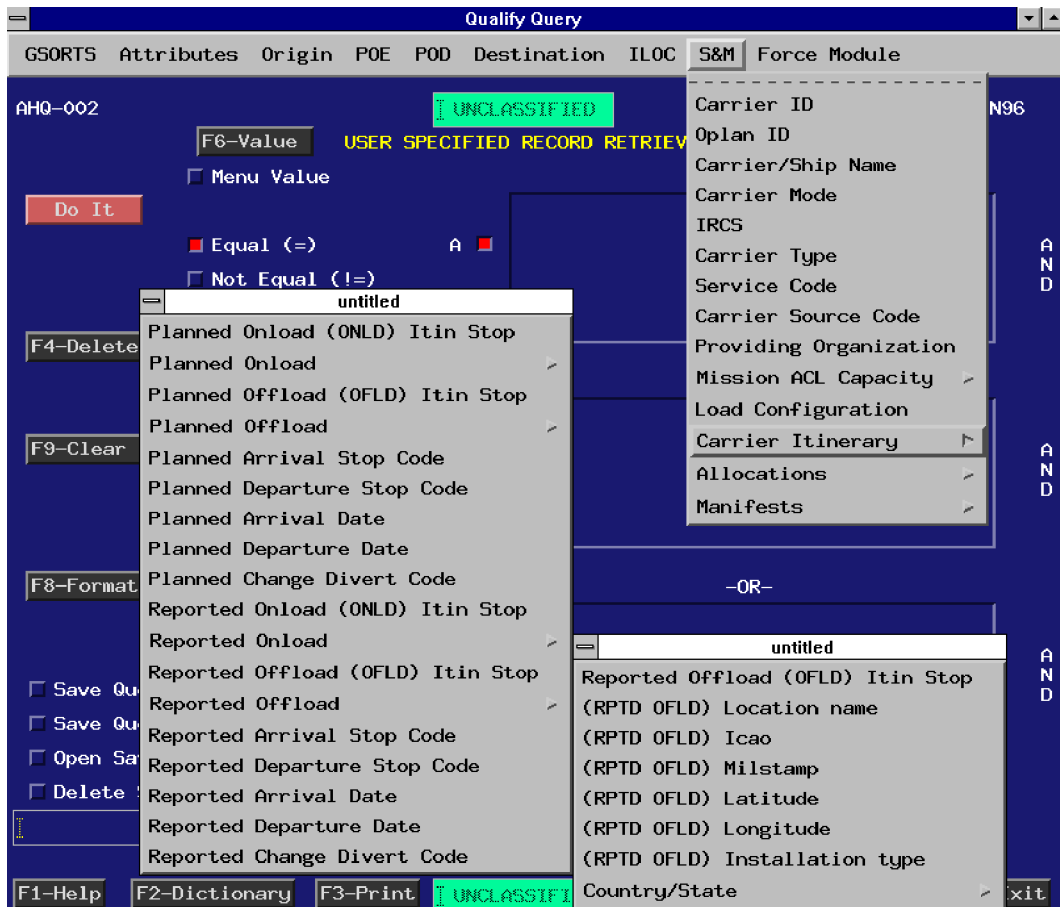 Qualify Query
GSORTS Attributes Origin POE POD Destination ILOC S&M Force Module
AHQ-002
UNCLASSIFIED
N96
F6-Value
USER SPECIFIED RECORD
Menu Value
Do It
Equal (=)
A
Not Equal (!=)
F4-Delete
F9-Clear
F8-Format
AND
AND
-OR-
AND
Save
Save
Open
Delete
F1-Help
F2-Dictionary
F3-Print
Carrier ID
Oplan ID
Carrier/Ship Name
Carrier Mode
IRCS
Carrier Type
Service Code
Carrier Source Code
Providing Organization
Mission ACL Capacity
Load Configuration
Carrier Itinerary
Allocations
Manifests
untitled
Planned Onload (ONLD) Itin Stop
Planned Onload
Planned Offload (OFLD) Itin Stop
Planned Offload
Planned Arrival Stop Code
Planned Departure Stop Code
Planned Arrival Date
Planned Departure Date
Planned Change Divert Code
Reported Onload (ONLD) Itin Stop
Reported Onload
Reported Offload (OFLD) Itin Stop
Reported Offload
Reported Arrival Stop Code
Reported Departure Stop Code
Reported Arrival Date
Reported Departure Date
Reported Change Divert Code
untitled
Reported Offload (OFLD) Itin Stop
(RPTD OFLD) Location name
(RPTD OFLD) Icao
(RPTD OFLD) Milstamp
(RPTD OFLD) Latitude
(RPTD OFLD) Longitude
(RPTD OFLD) Installation type
Country/State